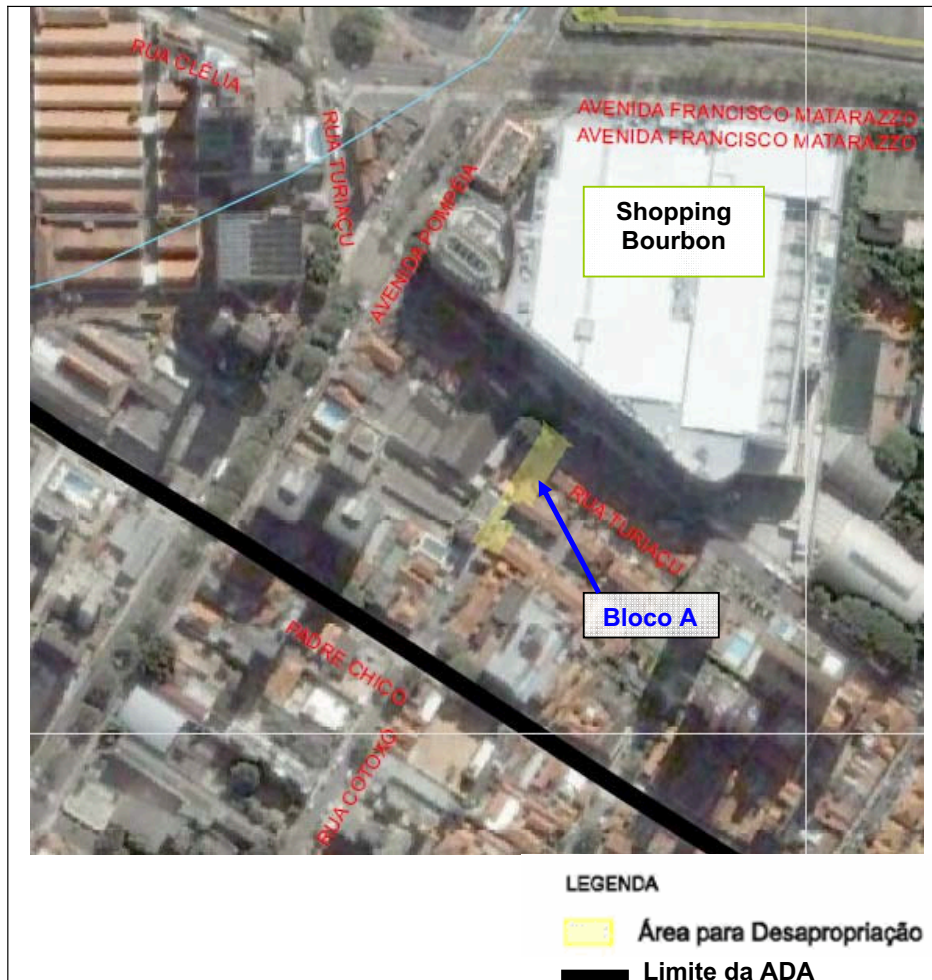 RUA CLÉLIA
RUA TURIAÇU
AVENIDA POMPÉIA
AVENIDA FRANCISCO MATARAZZO
AVENIDA FRANCISCO MATARAZZO
Shopping
Bourbon
RUA TURIAÇU
Bloco A
PADRE CHICO
RUA COTOXÓ
LEGENDA
Área para Desapropriação
Limite da ADA